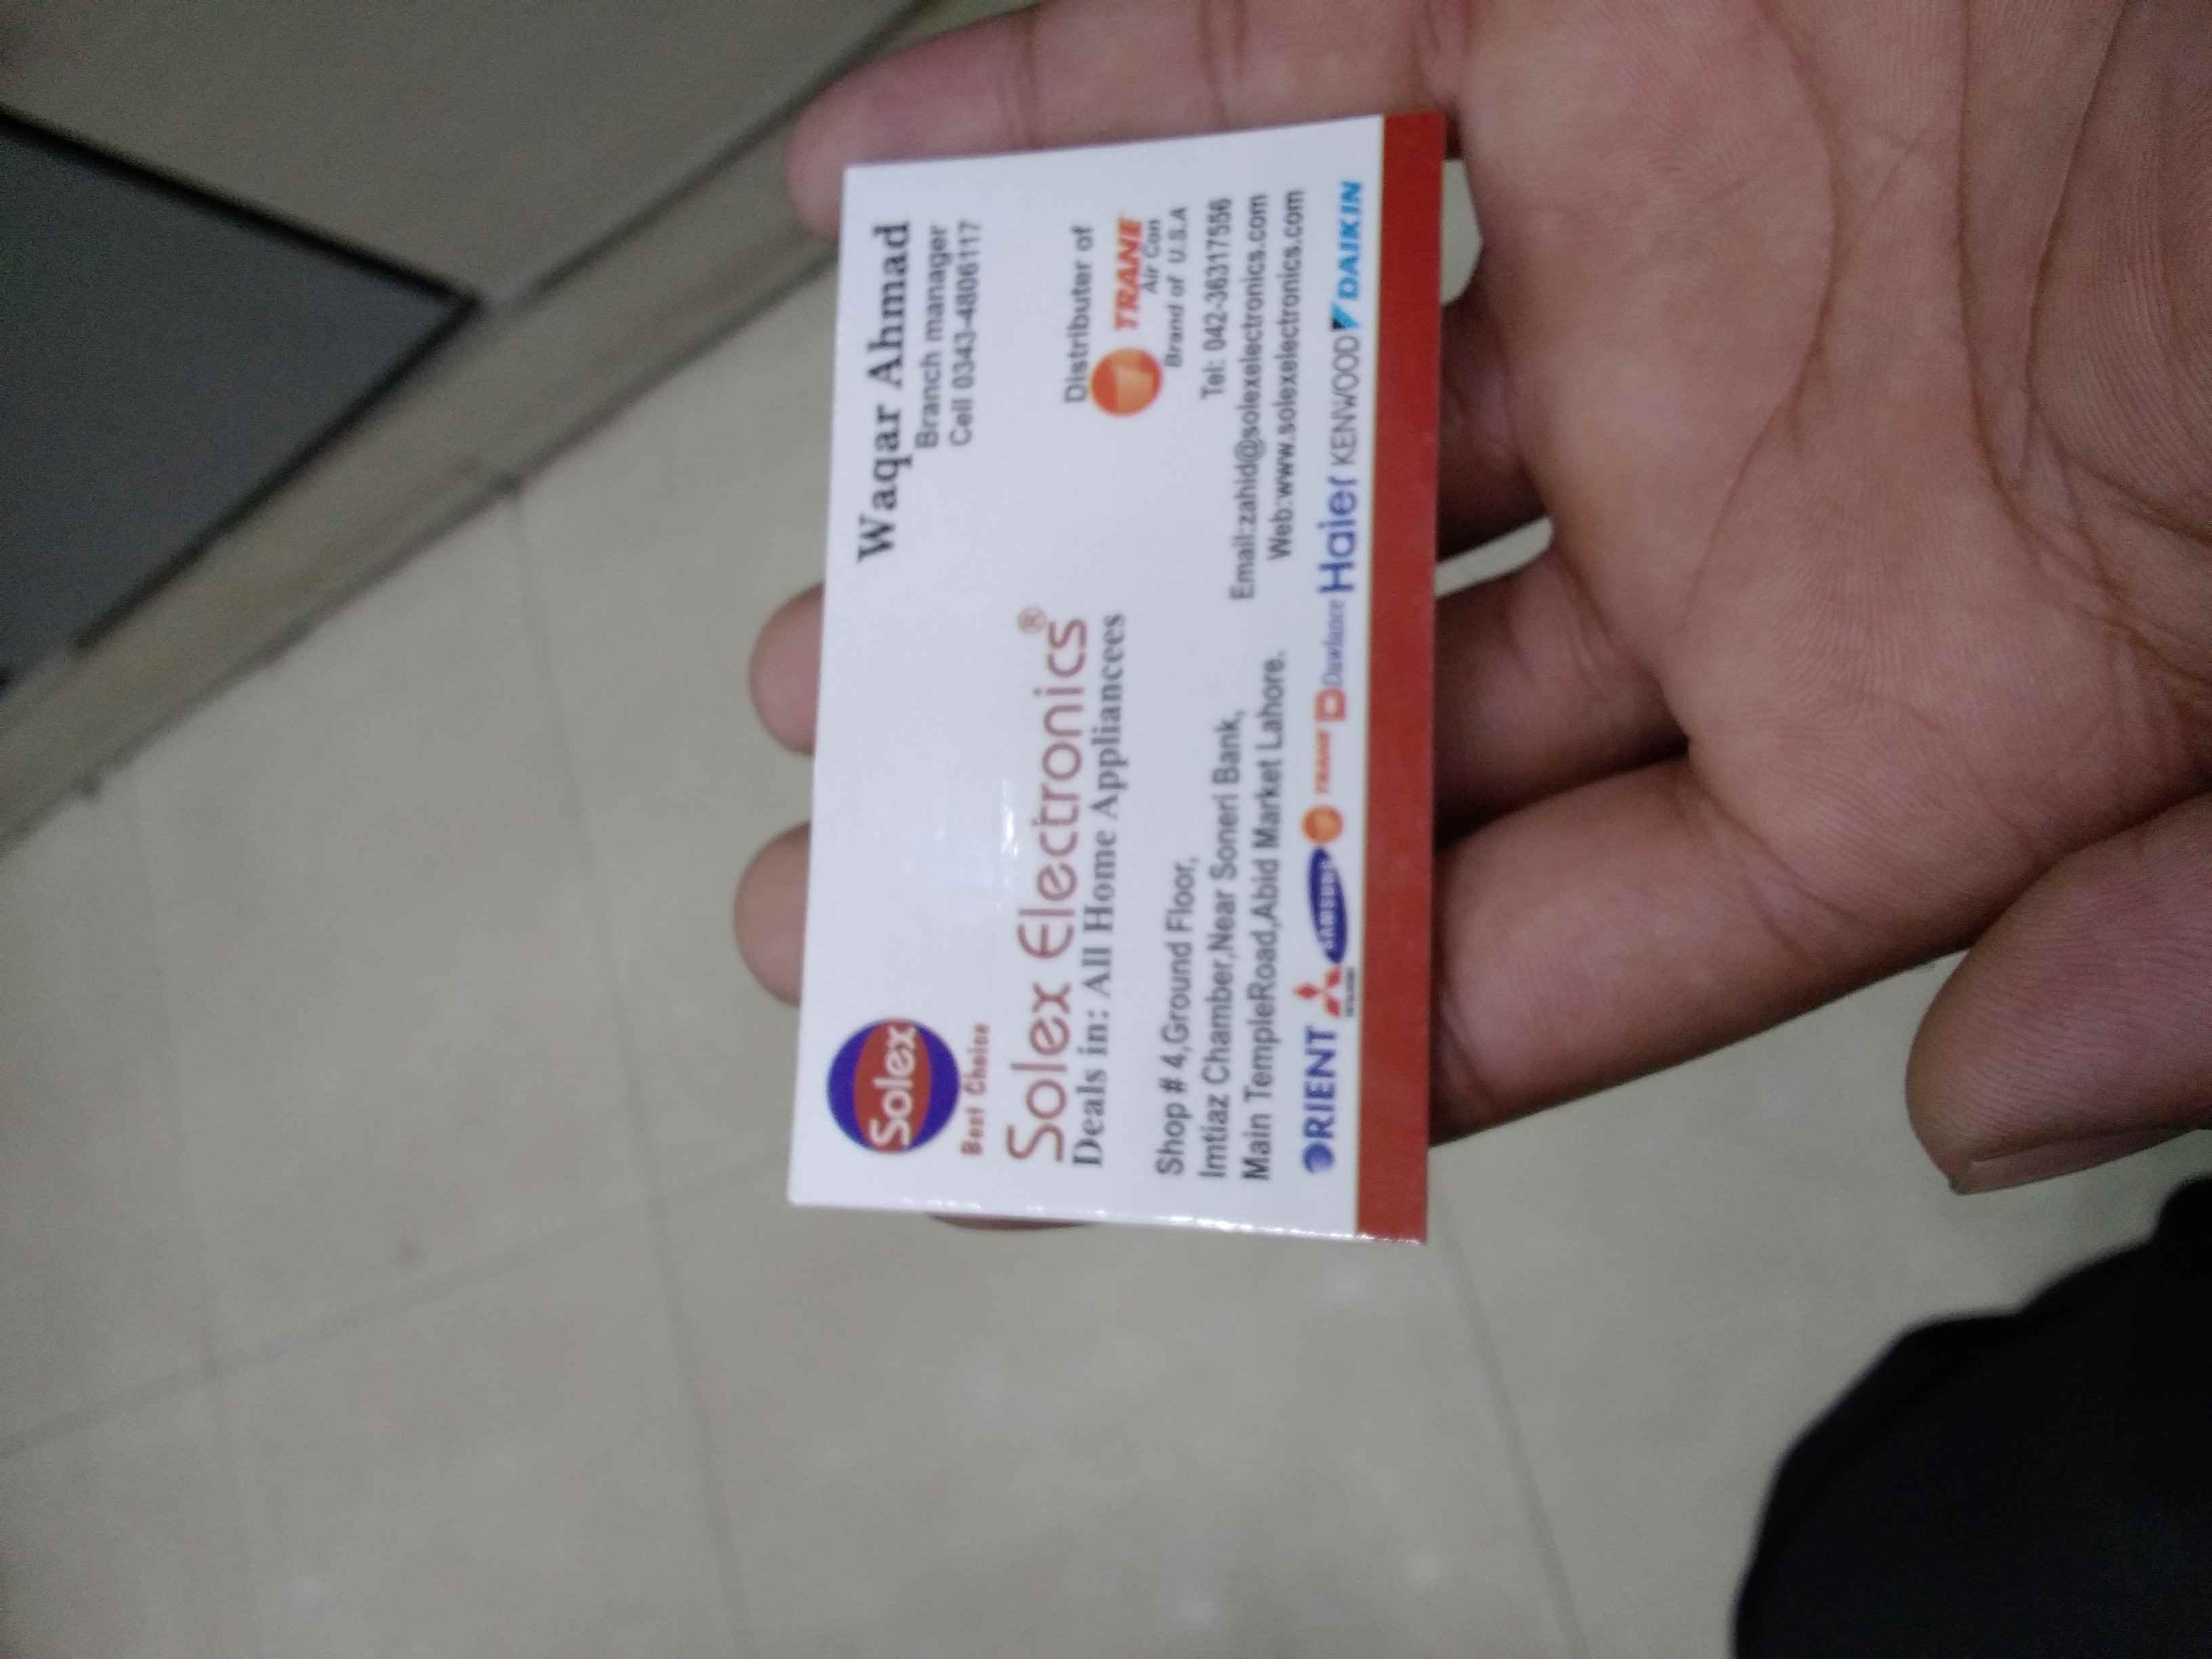 Solex
Best Choice
Waqar Ahmad
Branch manager
Cell 0343-4806117
Solex Electronics®
Deals in: All Home Appliancees
Shop # 4,Ground Floor,
Imtiaz Chamber,Near Soneri Bank,
Main TempleRoad,Abid Market Lahore.
Distributer of
TRANE
Air Con
Brand of U.S.A
Tel: 042-36317556
Email:zahid@solexelectronics.com
Web:www.solexelectronics.com
ORIENT SAMSUNG TRANE Dawlance Haier KENWOOD DAIKIN